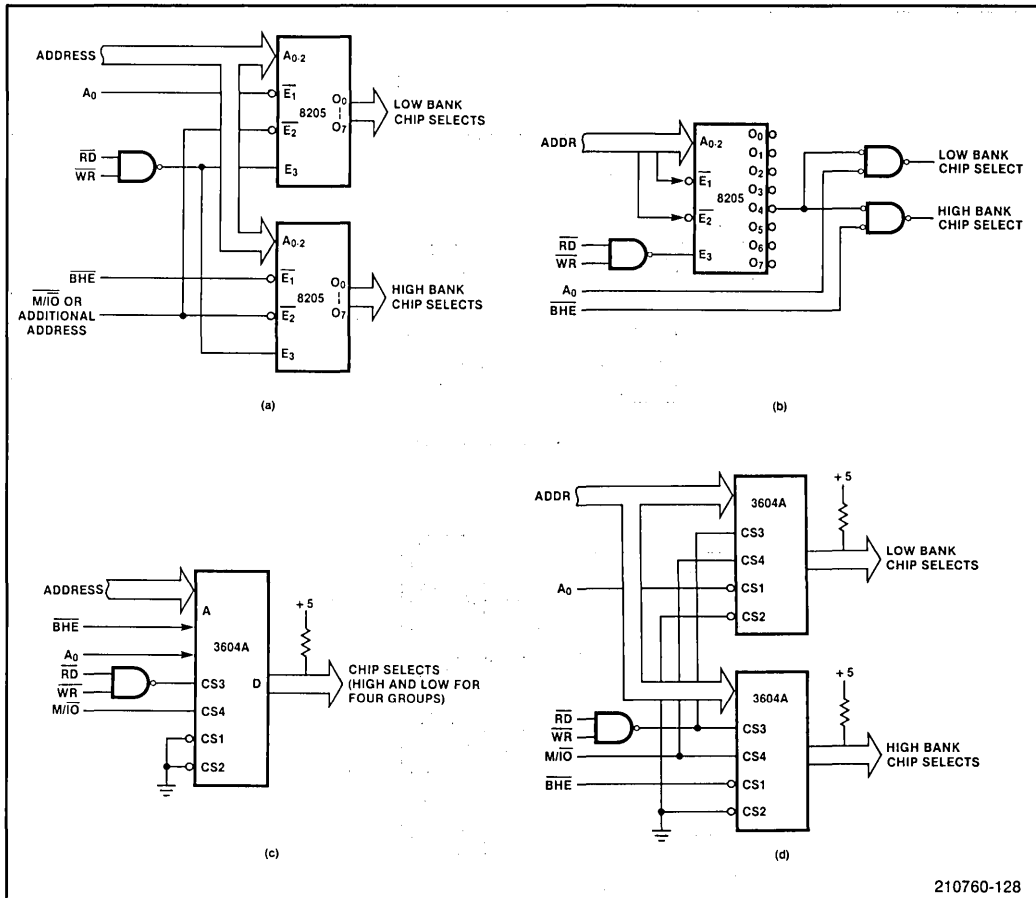 ADDRESS
A0
RD
WR
BHE
M/IO OR
ADDITIONAL
ADDRESS
A0-2
E1
8205
E2
E3
O0
O7
LOW BANK
CHIP SELECTS
A0-2
E1
8205
E2
E3
O0
O7
HIGH BANK
CHIP SELECTS
(a)
ADDR
RD
WR
A0
BHE
A0-2
E1
8205
E2
E3
O0
O1
O2
O3
O4
O5
O6
O7
LOW BANK
CHIP SELECT
HIGH BANK
CHIP SELECT
(b)
ADDRESS
BHE
A0
RD
WR
M/IO
A
3604A
CS3
D
CS4
CS1
CS2
+5
CHIP SELECTS
(HIGH AND LOW FOR
FOUR GROUPS)
(c)
ADDR
A0
3604A
CS3
CS4
CS1
CS2
+5
LOW BANK
CHIP SELECTS
RD
WR
M/IO
BHE
3604A
CS3
CS4
CS1
CS2
+5
HIGH BANK
CHIP SELECTS
(d)
210760-128